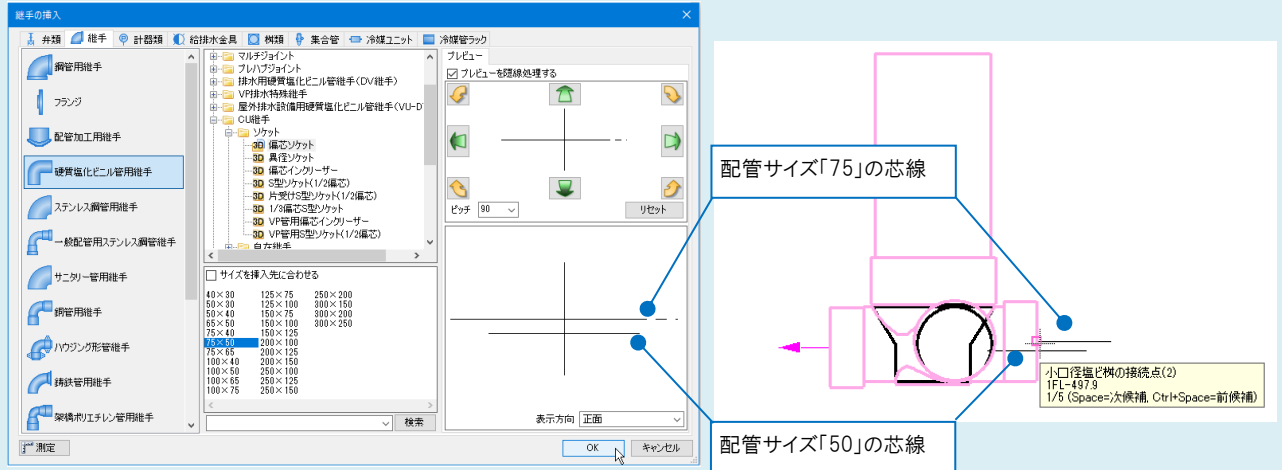 継手の挿入
弁類
継手
計器類
給排水金具
桝類
集合管
冷媒ユニット
冷媒管ラック
鋼管用継手
フランジ
配管加工用継手
硬質塩化ビニル管用継手
ステンレス鋼管用継手
一般配管用ステンレス鋼管継手
サニタリー管用継手
銅管用継手
ハウジング形管継手
鋳鉄管用継手
架橋ポリエチレン管用継手
マルチジョイント
プレハブジョイント
排水用硬質塩化ビニル管継手(DV継手)
VP排水特殊継手
屋外排水設備用硬質塩化ビニル管継手(VU-D
CU継手
ソケット
3D 偏芯ソケット
3D 異径ソケット
3D 偏芯インクリーザー
3D S型ソケット(1/2偏芯)
3D 片受けS型ソケット(1/2偏芯)
3D 1/3偏芯S型ソケット
3D VP管用偏芯インクリーザー
3D VP管用S型ソケット(1/2偏芯)
自在継手
サイズを挿入先に合わせる
40×30 125×75 250×200
50×30 125×100 300×150
50×40 150×75 300×200
65×50 150×100 300×250
75×40 150×125
75×50 200×100
75×65 200×125
100×40 200×150
100×50 250×100
100×65 250×125
100×75 250×150
検索
プレビュー
プレビューを隠線処理する
ピッチ 90
リセット
表示方向 正面
測定
OK
キャンセル
配管サイズ「75」の芯線
配管サイズ「50」の芯線
小口径塩ビ桝の接続点(2)
1FL-497.9
1/5 (Space=次候補, Ctrl+Space=前候補)